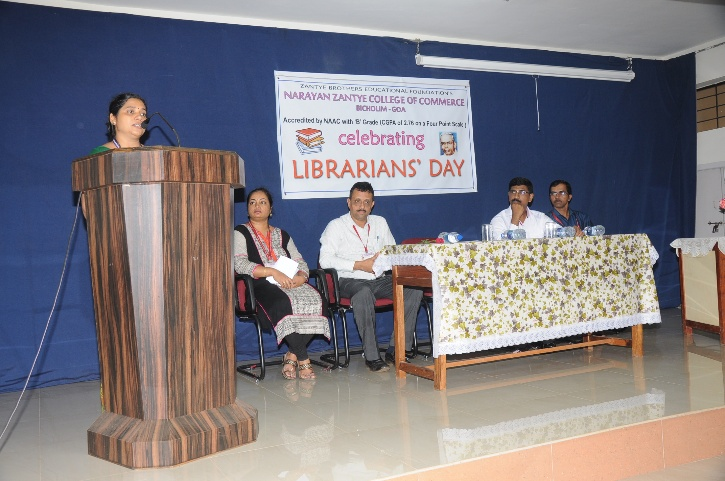 ZANTYE BROTHERS EDUCATIONAL FOUNDATION'S
NARAYAN ZANTYE COLLEGE OF COMMERCE
BICHOLIM - GOA
Accredited by NAAC with 'B' Grade (CGPA of 2.76 on a Four Point Scale)
celebrating
LIBRARIANS' DAY